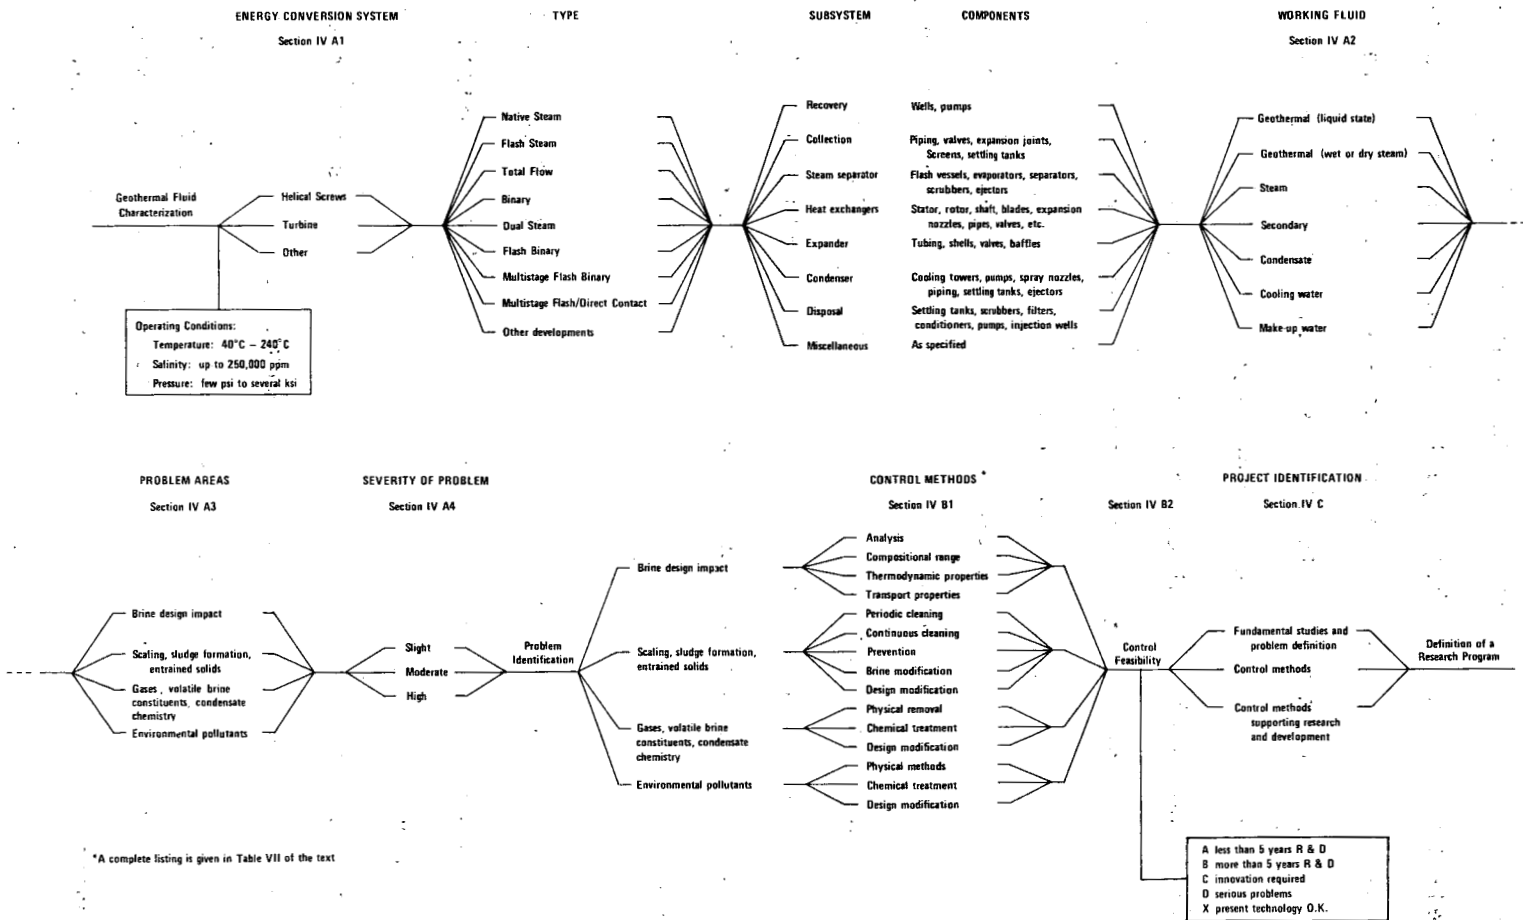 ENERGY CONVERSION SYSTEM
Section IV A1
TYPE
SUBSYSTEM
COMPONENTS
WORKING FLUID
Section IV A2
Geothermal Fluid
Characterization
Helical Screws
Turbine
Other
Operating Conditions:
Temperature: 40°C – 240°C
Salinity: up to 250,000 ppm
Pressure: few psi to several ksi
Native Steam
Flash Steam
Total Flow
Binary
Dual Steam
Flash Binary
Multistage Flash Binary
Multistage Flash/Direct Contact
Other developments
Recovery
Wells, pumps
Collection
Piping, valves, expansion joints,
Screens, settling tanks
Steam separator
Flash vessels, evaporators, separators,
scrubbers, ejectors
Heat exchangers
Stator, rotor, shaft, blades, expansion
nozzles, pipes, valves, etc.
Expander
Tubing, shells, valves, baffles
Condenser
Cooling towers, pumps, spray nozzles,
piping, settling tanks, ejectors
Disposal
Settling tanks, scrubbers, filters,
conditioners, pumps, injection wells
Miscellaneous
As specified
Geothermal (liquid state)
Geothermal (wet or dry steam)
Steam
Secondary
Condensate
Cooling water
Make-up water
PROBLEM AREAS
Section IV A3
SEVERITY OF PROBLEM
Section IV A4
CONTROL METHODS *
Section IV B1
Section IV B2
PROJECT IDENTIFICATION
Section IV C
Brine design impact
Scaling, sludge formation,
entrained solids
Gases, volatile brine
constituents, condensate
chemistry
Environmental pollutants
Slight
Moderate
High
Problem
Identification
Brine design impact
Scaling, sludge formation,
entrained solids
Gases, volatile brine
constituents, condensate
chemistry
Environmental pollutants
Analysis
Compositional range
Thermodynamic properties
Transport properties
Periodic cleaning
Continuous cleaning
Prevention
Brine modification
Design modification
Physical removal
Chemical treatment
Design modification
Physical methods
Chemical treatment
Design modification
Control
Feasibility
Fundamental studies and
problem definition
Control methods
Control methods
supporting research
and development
Definition of a
Research Program
A less than 5 years R & D
B more than 5 years R & D
C innovation required
D serious problems
X present technology O.K.
*A complete listing is given in Table VII of the text